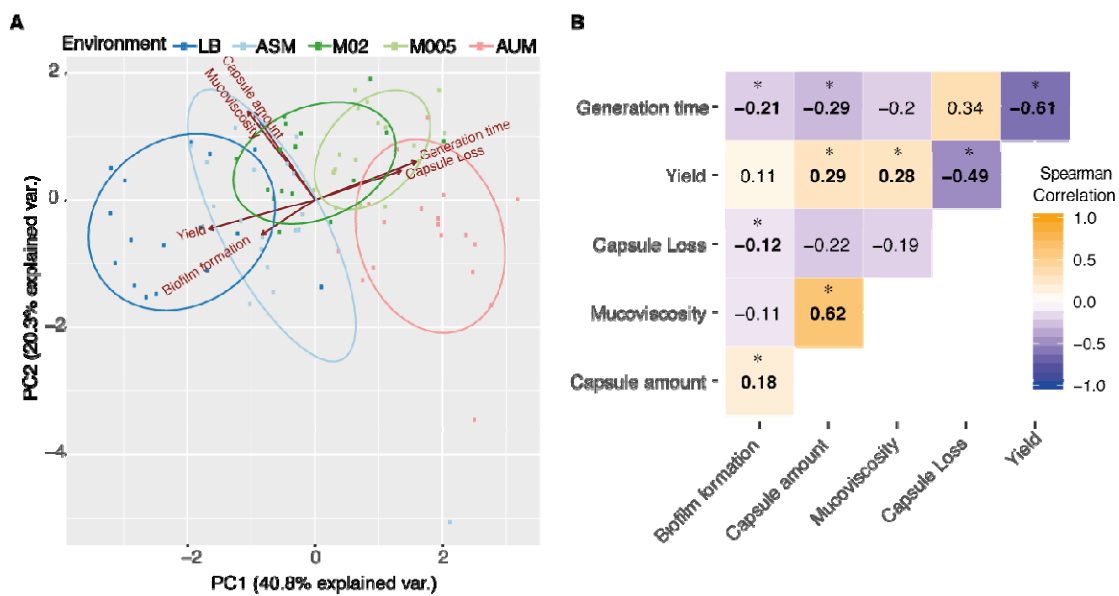 A
Environment LB ASM M02 M005 AUM
2
0
−2
−4
PC2 (20.3% explained var.)
Capsule amount
Mucoviscosity
Generation time
Capsule Loss
Yield
Biofilm formation
−2 0 2
PC1 (40.8% explained var.)
B
Generation time
* * *
−0.21 −0.29 −0.2 0.34 −0.61
Yield
* * *
0.11 0.29 0.28 −0.49
Capsule Loss
*
−0.12 −0.22 −0.19
Mucoviscosity
*
−0.11 0.62
Capsule amount
*
0.18
Biofilm formation
Capsule amount
Mucoviscosity
Capsule Loss
Yield
Spearman
Correlation
1.0
0.5
0.0
−0.5
−1.0